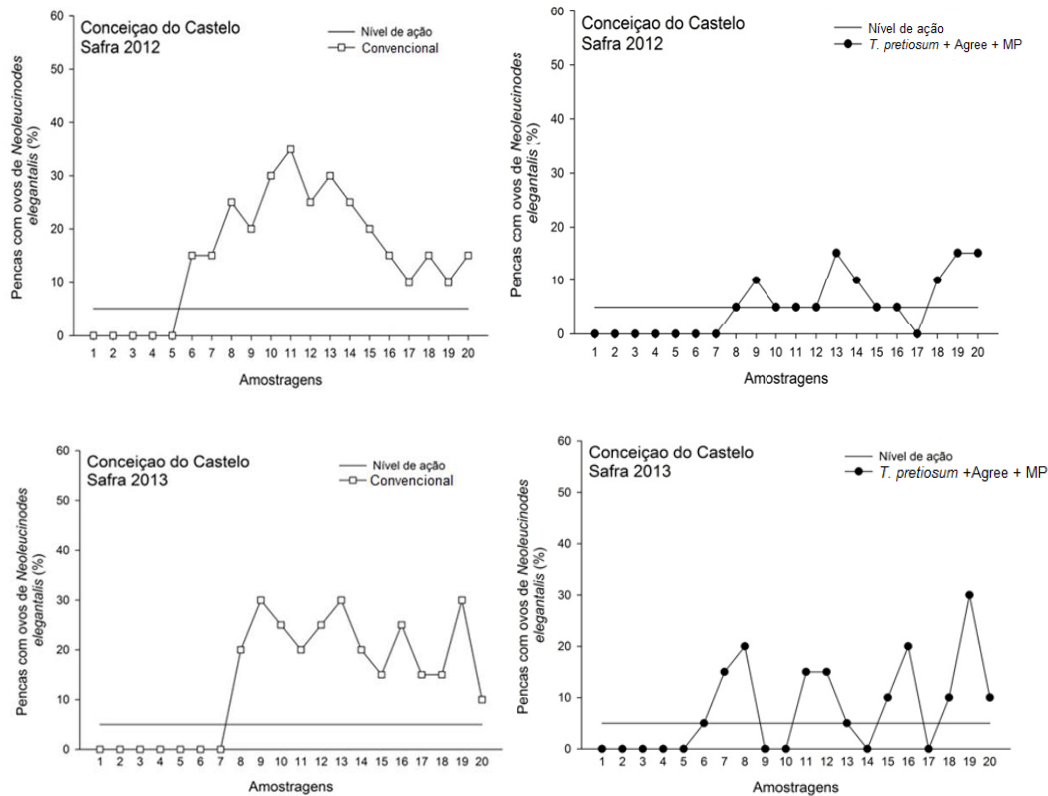 Conceiçao do Castelo
Safra 2012
Nível de ação
Convencional
Pencas com ovos de Neoleucinodes
elegantalis (%)
60
50
40
30
20
10
0
1 2 3 4 5 6 7 8 9 10 11 12 13 14 15 16 17 18 19 20
Amostragens
Conceiçao do Castelo
Safra 2012
Nível de ação
T. pretiosum + Agree + MP
Pencas com ovos de Neoleucinodes
elegantalis (%)
60
50
40
30
20
10
0
1 2 3 4 5 6 7 8 9 10 11 12 13 14 15 16 17 18 19 20
Amostragens
Conceiçao do Castelo
Safra 2013
Nível de ação
Convencional
Pencas com ovos de Neoleucinodes
elegantalis (%)
60
50
40
30
20
10
0
1 2 3 4 5 6 7 8 9 10 11 12 13 14 15 16 17 18 19 20
Amostragens
Conceiçao do Castelo
Safra 2013
Nível de ação
T. pretiosum +Agree + MP
Pencas com ovos de Neoleucinodes
elegantalis (%)
60
50
40
30
20
10
0
1 2 3 4 5 6 7 8 9 10 11 12 13 14 15 16 17 18 19 20
Amostragens